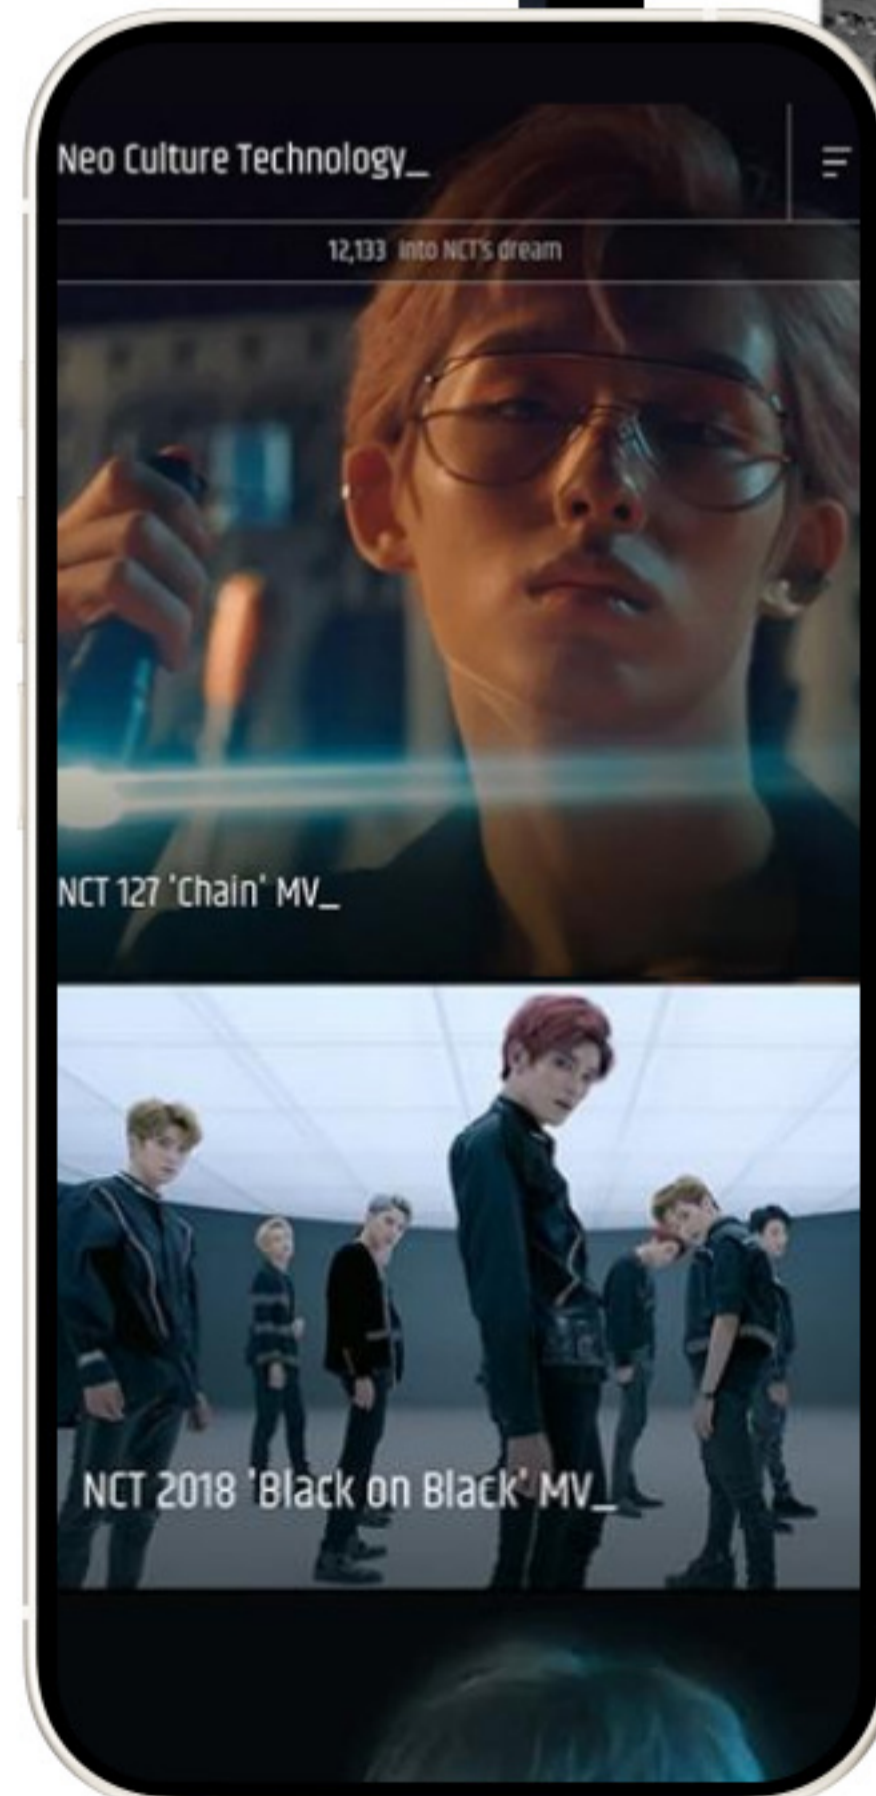 Neo Culture Technology_
12,133 into NCT's dream
NCT 127 'Chain' MV_
NCT 2018 'Black on Black' MV_